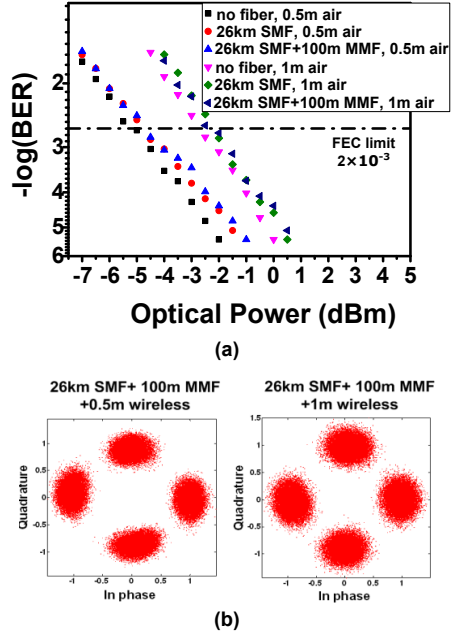 no fiber, 0.5m air
26km SMF, 0.5m air
26km SMF+100m MMF, 0.5m air
no fiber, 1m air
26km SMF, 1m air
26km SMF+100m MMF, 1m air
FEC limit
2×10⁻³
-log(BER)
2
3
4
5
6
-7 -6 -5 -4 -3 -2 -1 0 1 2 3 4 5
Optical Power (dBm)
(a)
26km SMF+ 100m MMF
+0.5m wireless
Quadrature
1
0.5
0
-0.5
-1
-1 0 0.5 1
In phase
26km SMF+ 100m MMF
+1m wireless
Quadrature
1.5
1
0.5
0
-0.5
-1
-1 0 0.5 1
In phase
(b)